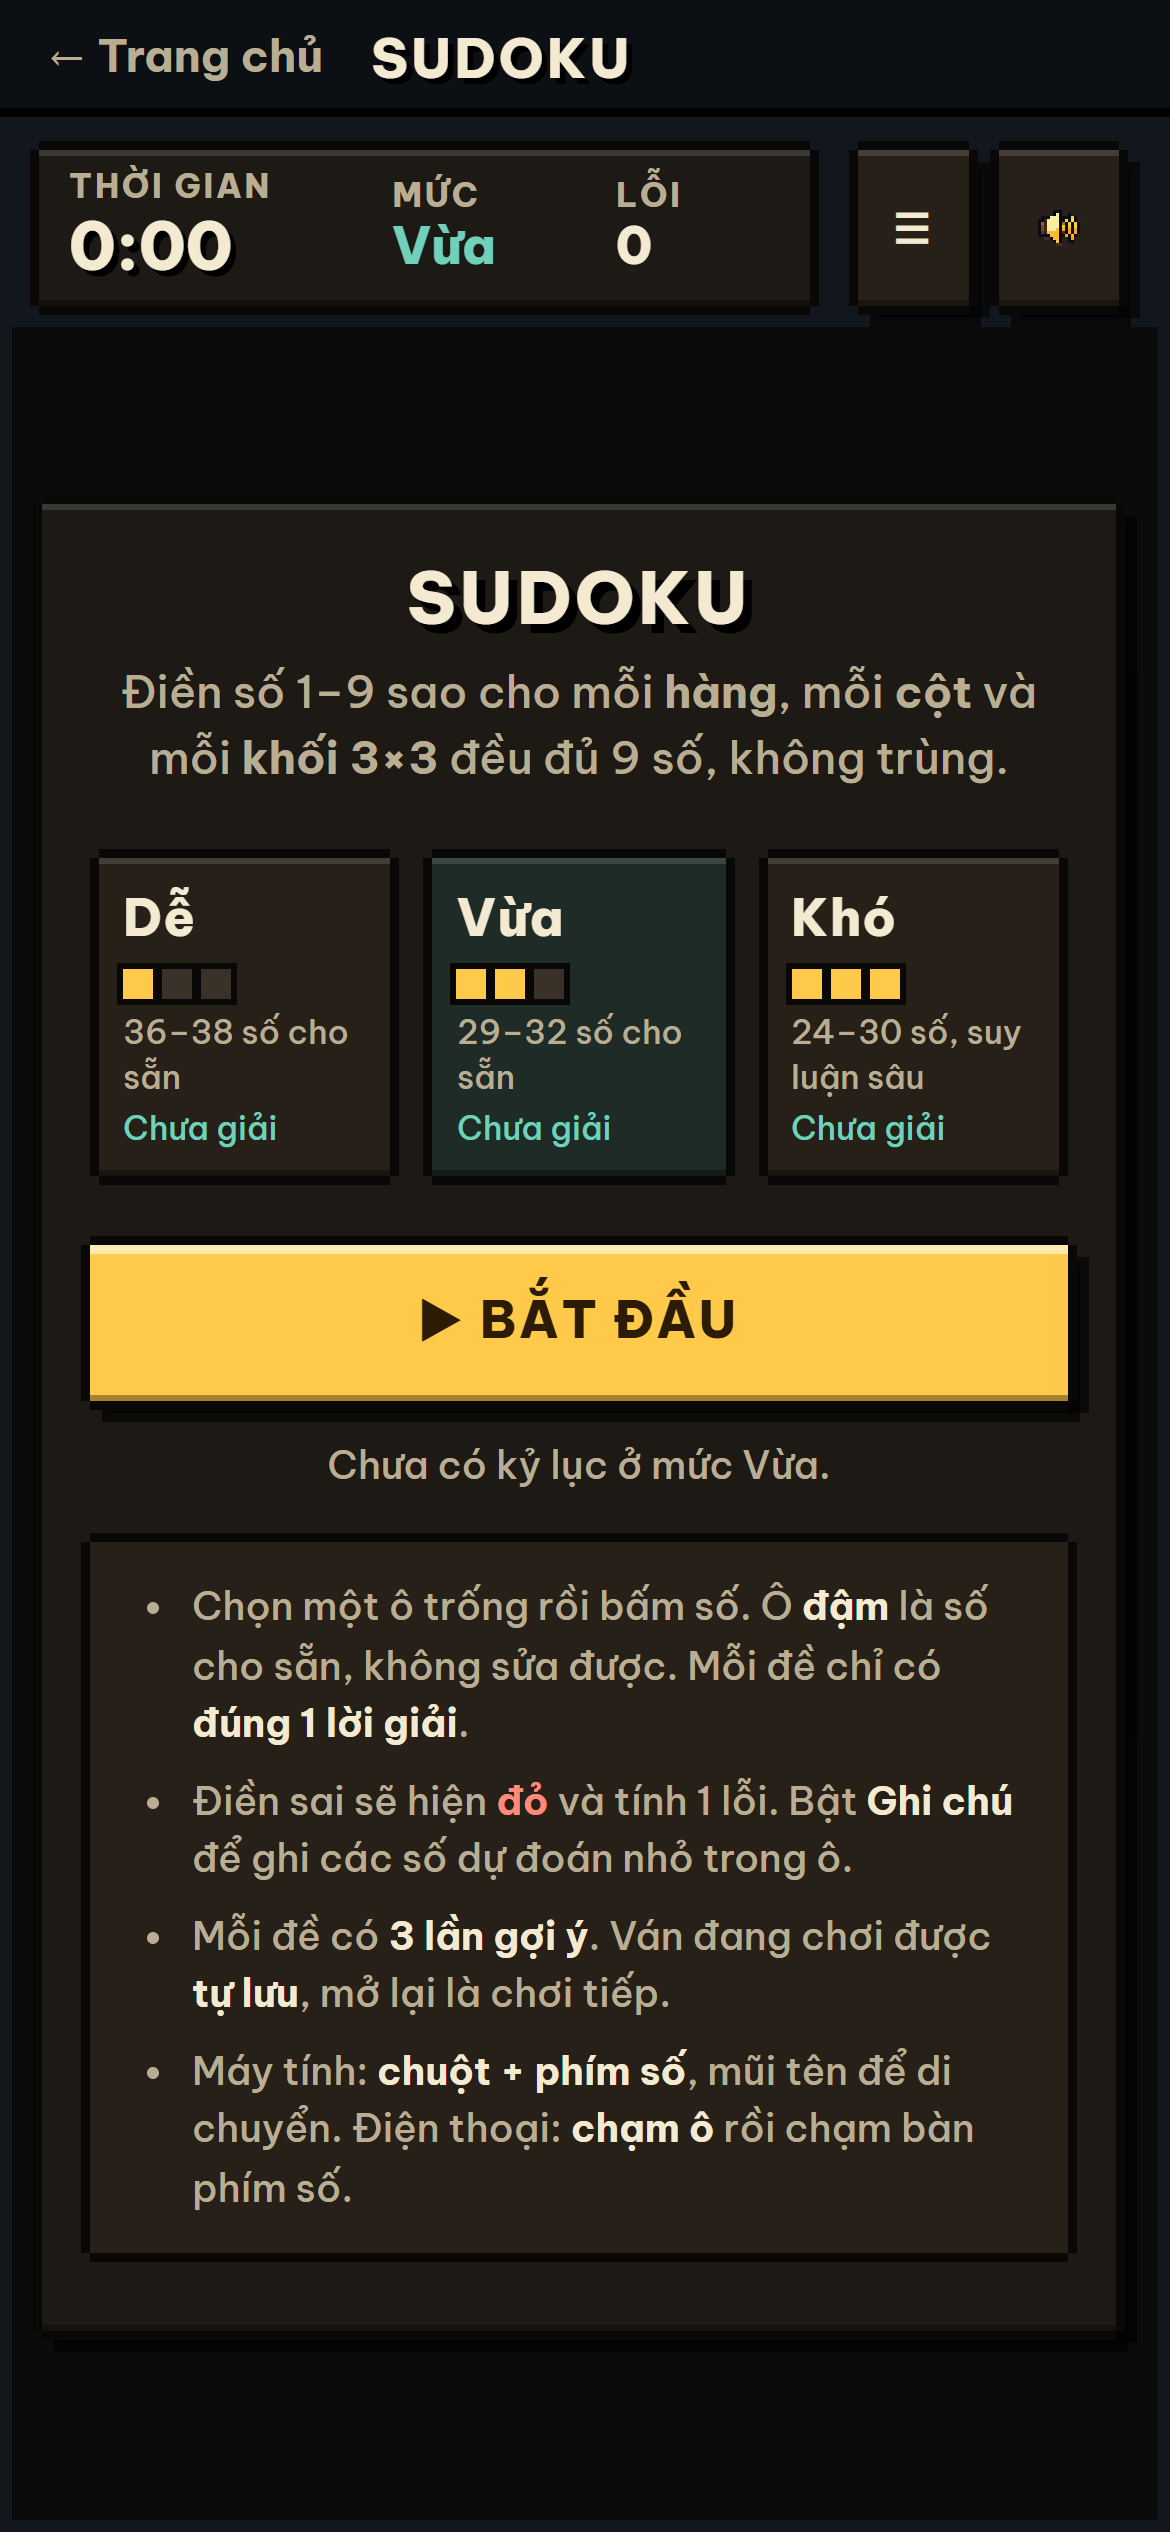 ← Trang chủ SUDOKU
THỜI GIAN MỨC LỖI
0:00 Vừa 0
SUDOKU
Điền số 1–9 sao cho mỗi hàng, mỗi cột và
mỗi khối 3×3 đều đủ 9 số, không trùng.
Dễ
36–38 số cho
sẵn
Chưa giải
Vừa
29–32 số cho
sẵn
Chưa giải
Khó
24–30 số, suy
luận sâu
Chưa giải
▶ BẮT ĐẦU
Chưa có kỷ lục ở mức Vừa.
• Chọn một ô trống rồi bấm số. Ô đậm là số
cho sẵn, không sửa được. Mỗi đề chỉ có
đúng 1 lời giải.
• Điền sai sẽ hiện đỏ và tính 1 lỗi. Bật Ghi chú
để ghi các số dự đoán nhỏ trong ô.
• Mỗi đề có 3 lần gợi ý. Ván đang chơi được
tự lưu, mở lại là chơi tiếp.
• Máy tính: chuột + phím số, mũi tên để di
chuyển. Điện thoại: chạm ô rồi chạm bàn
phím số.